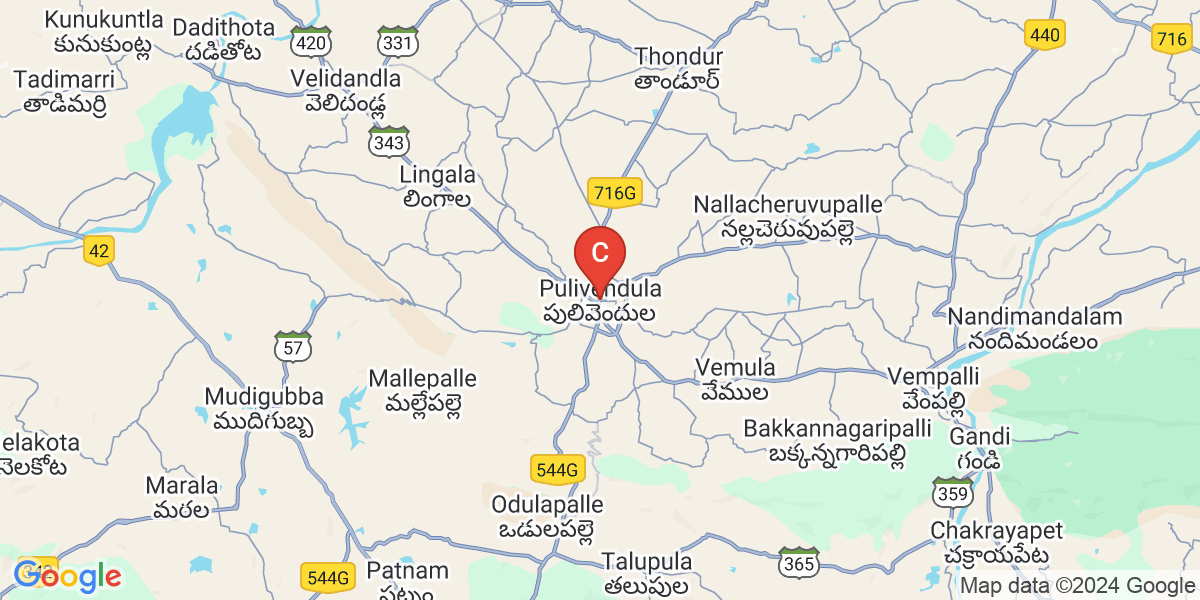 Kunukuntla
కునుకుంట్ల
Dadithota
దడితోట
420
331
Thondur
తొండూర్
440
716
Tadimarri
తాడిమర్రి
Velidandla
వెలిదండ్ల
343
Lingala
లింగాల
716G
Nallacheruvupalle
నల్లచెరువుపల్లె
42
C
Pulivendula
పులివెందుల
57
Nandimandalam
నందిమండలం
Mallepalle
మల్లేపల్లె
Vemula
వేముల
Vempalli
వేంపల్లి
Mudigubba
ముదిగుబ్బ
Bakkannagaripalli
బక్కన్నగారిపల్లి
Gandi
గండి
elakota
నెలకోట
544G
Marala
మరల
359
Odulapalle
ఒడులపల్లె
Chakrayapet
చక్రాయపేట
Talupula
తలుపుల
365
544G
Patnam
పట్నం
342
Google
Map data ©2024 Google